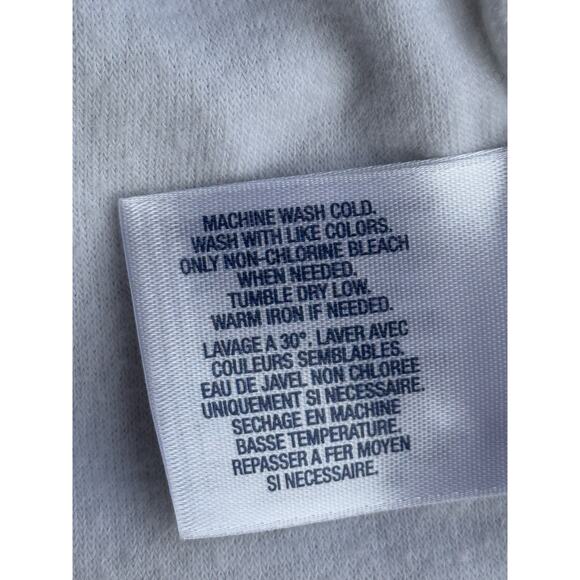 MACHINE WASH COLD.
WASH WITH LIKE COLORS.
ONLY NON-CHLORINE BLEACH
WHEN NEEDED.
TUMBLE DRY LOW.
WARM IRON IF NEEDED.
LAVAGE A 30°, LAVER AVEC
COULEURS SEMBLABLES.
EAU DE JAVEL NON CHLOREE
UNIQUEMENT SI NECESSAIRE.
SECHAGE EN MACHINE
BASSE TEMPERATURE.
REPASSER A FER MOYEN
SI NECESSAIRE.